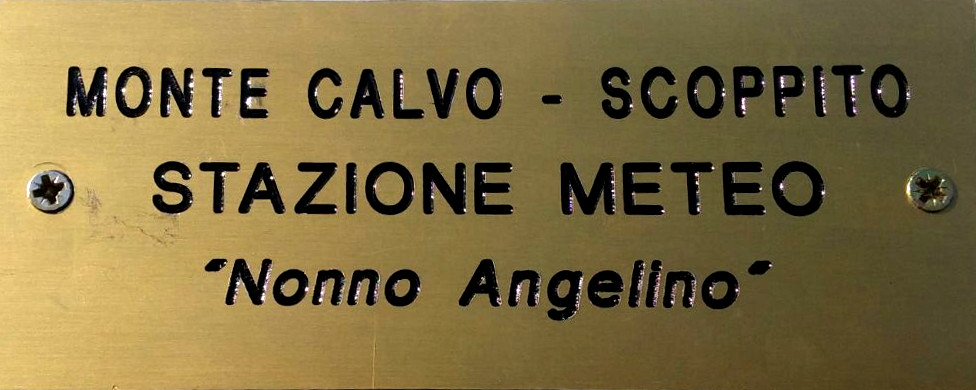 MONTE CALVO - SCOPPITO
STAZIONE METEO
"Nonno Angelino"